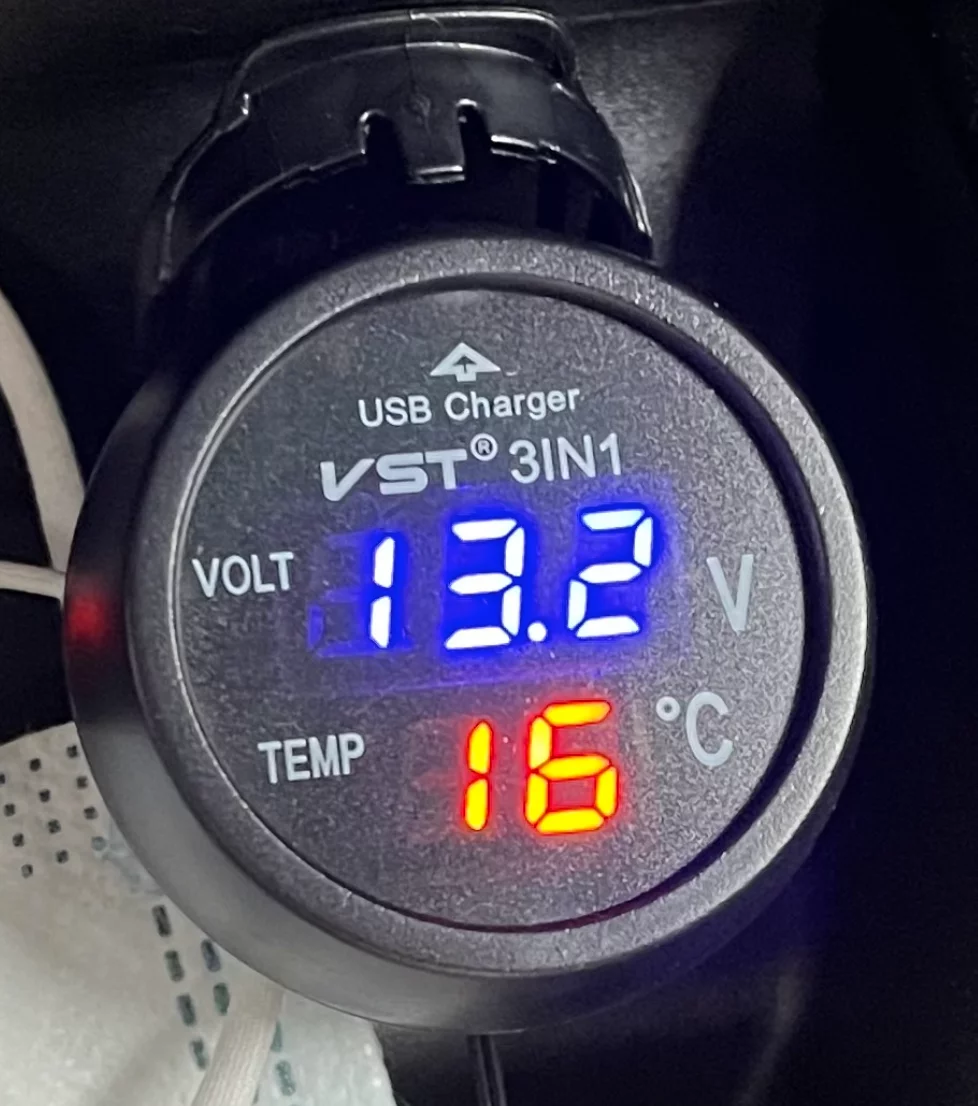 USB Charger
VST® 3IN1
VOLT 13.2 V
TEMP 16 °C